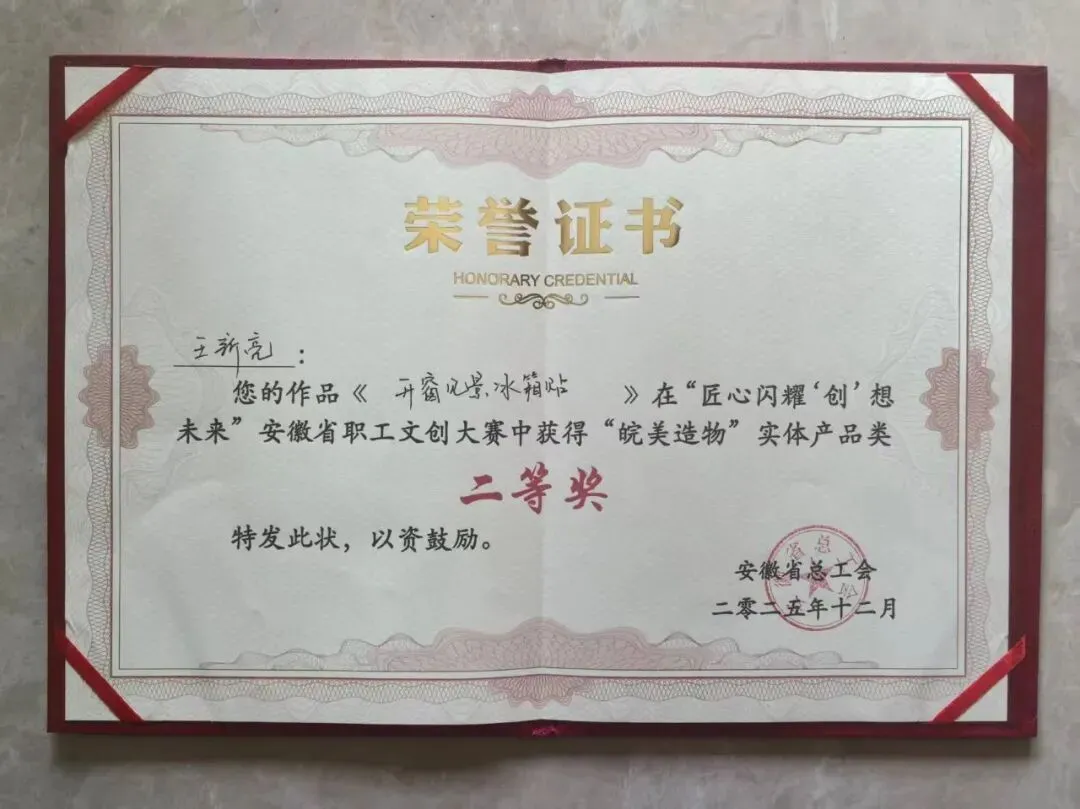 荣誉证书
HONORARY CREDENTIAL
王新亮：
您的作品《 开窗见景冰箱贴 》在“匠心闪耀‘创’想
未来”安徽省职工文创大赛中获得“皖美造物”实体产品类
二等奖
特发此状，以资鼓励。
安徽省总工会
二零二五年十二月